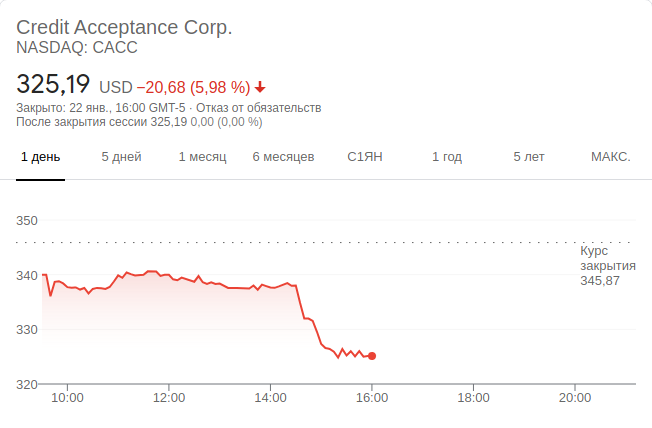 Credit Acceptance Corp.
NASDAQ: CACC
325,19 USD −20,68 (5,98 %)
Закрыто: 22 янв., 16:00 GMT-5 · Отказ от обязательств
После закрытия сессии 325,19 0,00 (0,00 %)
1 день 5 дней 1 месяц 6 месяцев С1ЯН 1 год 5 лет МАКС.
350
Курс
закрытия
345,87
340
330
320
10:00 12:00 14:00 16:00 18:00 20:00